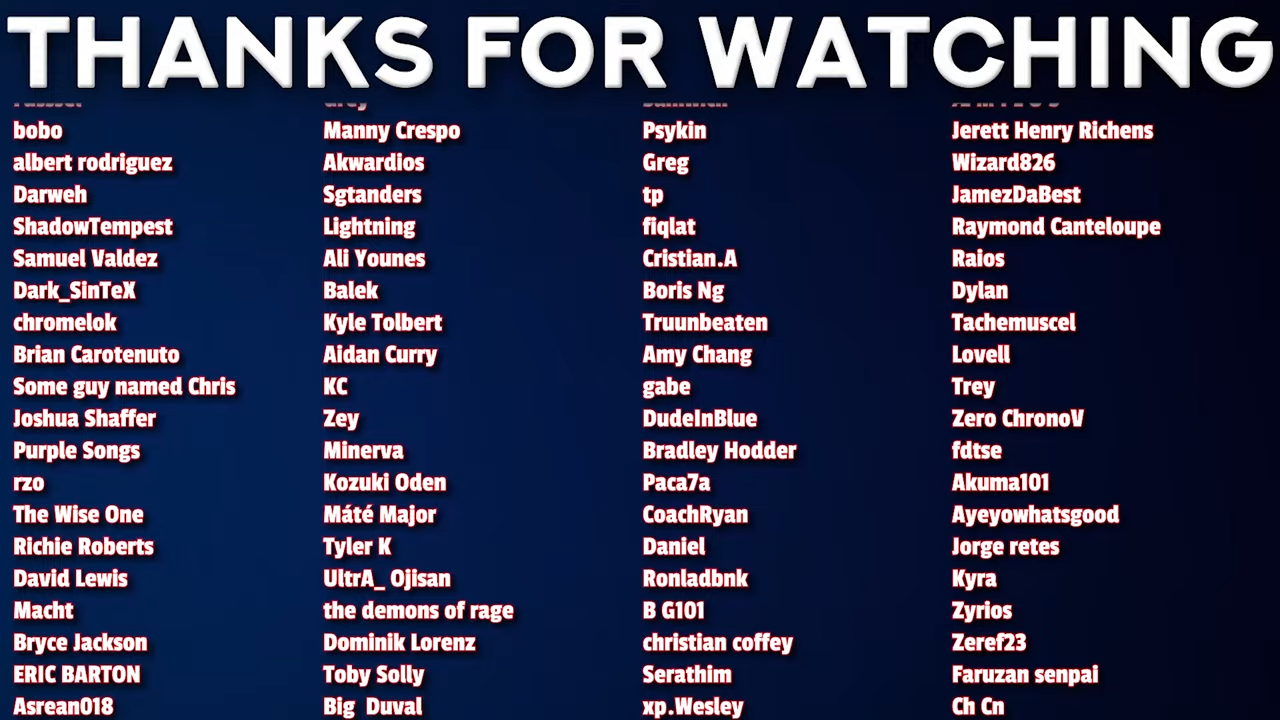 THANKS FOR WATCHING
bobo
albert rodriguez
Darweh
ShadowTempest
Samuel Valdez
Dark_SinTeX
chromelok
Brian Carotenuto
Some guy named Chris
Joshua Shaffer
Purple Songs
rzo
The Wise One
Richie Roberts
David Lewis
Macht
Bryce Jackson
ERIC BARTON
Asrean018
Manny Crespo
Akwardios
Sgtanders
Lightning
Ali Younes
Balek
Kyle Tolbert
Aidan Curry
KC
Zey
Minerva
Kozuki Oden
Máté Major
Tyler K
UltrA_ Ojisan
the demons of rage
Dominik Lorenz
Toby Solly
Big Duval
Psykin
Greg
tp
fiqlat
Cristian.A
Boris Ng
Truunbeaten
Amy Chang
gabe
DudeInBlue
Bradley Hodder
Paca7a
CoachRyan
Daniel
Ronladbnk
B G101
christian coffey
Serathim
xp.Wesley
Jerett Henry Richens
Wizard826
JamezDaBest
Raymond Canteloupe
Raios
Dylan
Tachemuscel
Lovell
Trey
Zero ChronoV
fdtse
Akuma101
Ayeyowhatsgood
Jorge retes
Kyra
Zyrios
Zeref23
Faruzan senpai
Ch Cn